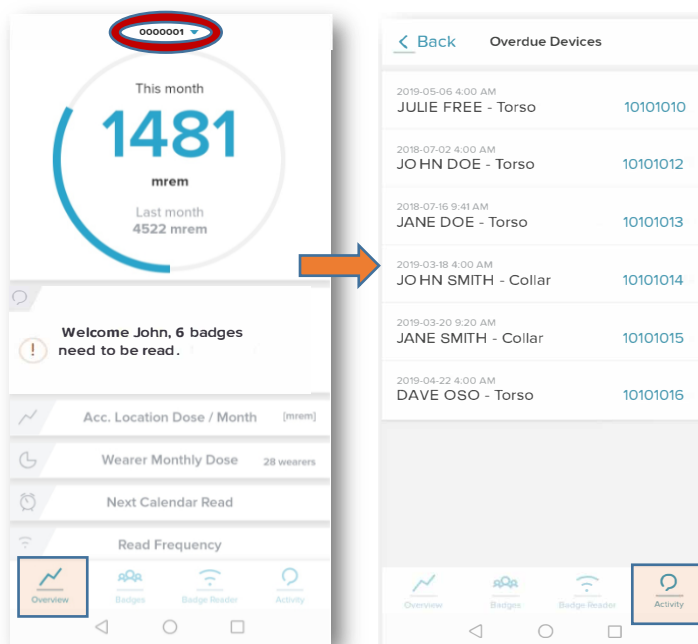 0000001
This month
1481
mrem
Last month
4522 mrem
!
Welcome John, 6 badges
need to be read.
Acc. Location Dose / Month [mrem]
Wearer Monthly Dose 28 wearers
Next Calendar Read
Read Frequency
Overview Badges Badge Reader Activity
< Back Overdue Devices
2019-05-06 4:00 AM
JULIE FREE - Torso 10101010
2018-07-02 4:00 AM
JOHN DOE - Torso 10101012
2018-07-16 9:41 AM
JANE DOE - Torso 10101013
2019-03-18 4:00 AM
JOHN SMITH - Collar 10101014
2019-03-20 9:20 AM
JANE SMITH - Collar 10101015
2019-04-22 4:00 AM
DAVE OSO - Torso 10101016
Overview Badges Badge Reader Activity